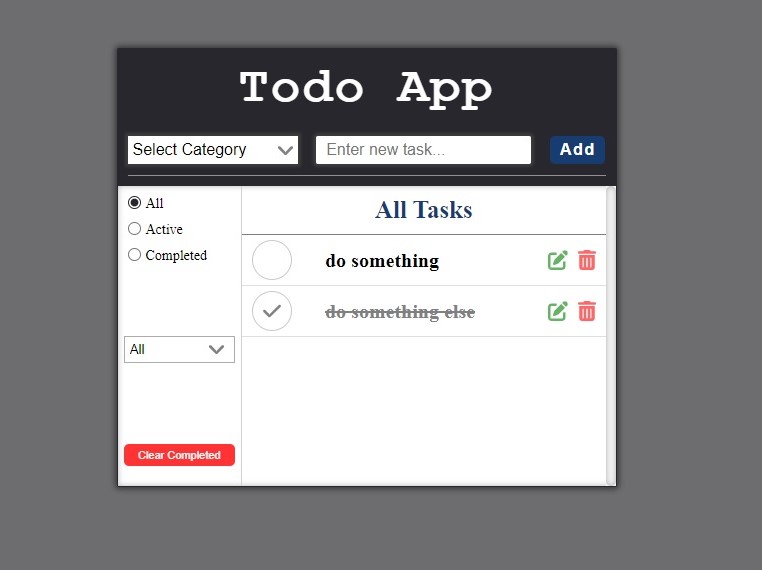 Todo App
Select Category Enter new task... Add
All
Active
Completed
All
Clear Completed
All Tasks
do something
do something else